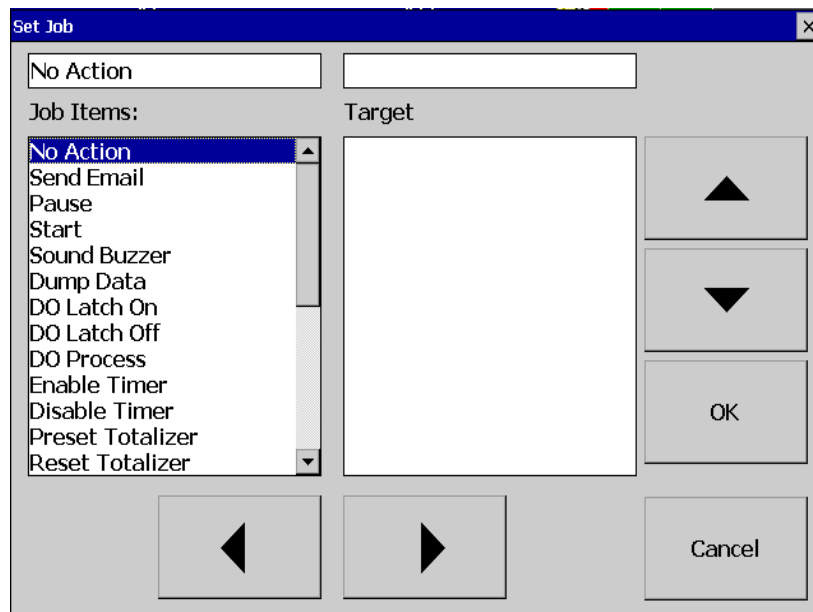 Set Job
No Action
Job Items:
Target
No Action
Send Email
Pause
Start
Sound Buzzer
Dump Data
DO Latch On
DO Latch Off
DO Process
Enable Timer
Disable Timer
Preset Totalizer
Reset Totalizer
OK
Cancel